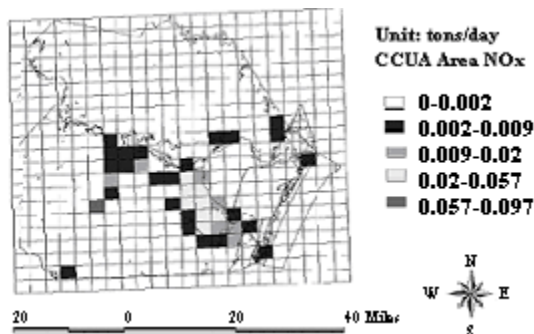 Unit: tons/day
CCUA Area NOx
0-0.002
0.002-0.009
0.009-0.02
0.02-0.057
0.057-0.097
N
W E
S
20 0 20 40 Miles